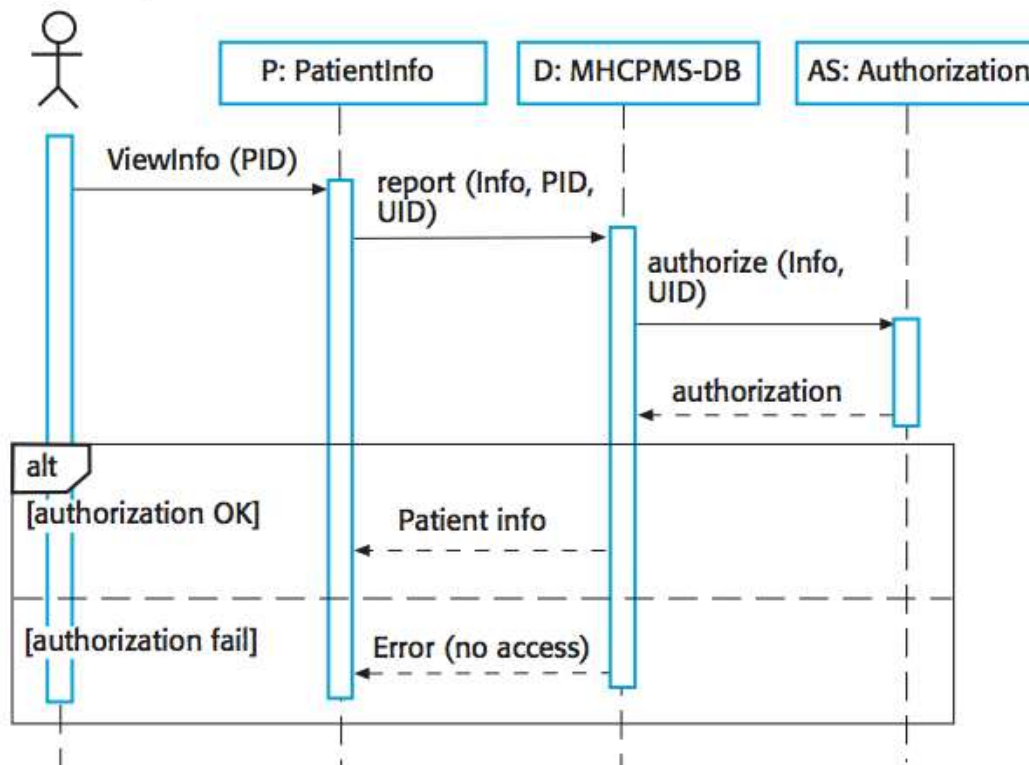 P: PatientInfo
D: MHCPMS-DB
AS: Authorization
ViewInfo (PID)
report (Info, PID,
UID)
authorize (Info,
UID)
authorization
alt
[authorization OK]
Patient info
[authorization fail]
Error (no access)